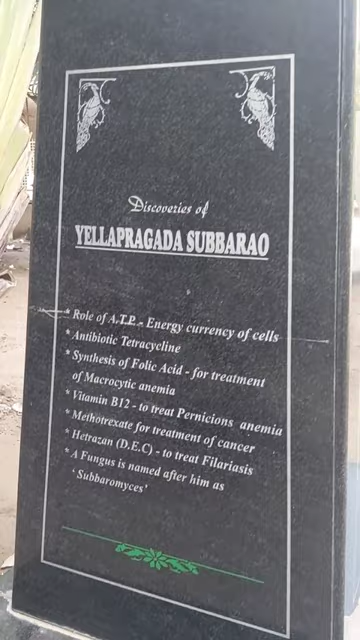 Discoveries of
YELLAPRAGADA SUBBARAO
* Role of A.T.P. - Energy currency of cells
* Antibiotic Tetracycline
* Synthesis of Folic Acid - for treatment
of Macrocytic anemia
* Vitamin B12 - to treat Pernicions anemia
* Methotrexate for treatment of cancer
* Hetrazan (D.E.C) - to treat Filariasis
* A Fungus is named after him as
‘Subbaromyces’